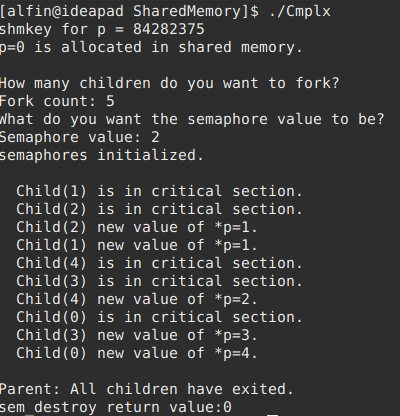 [alfin@ideapad SharedMemory]$ ./Cmplx
shmkey for p = 84282375
p=0 is allocated in shared memory.
How many children do you want to fork?
Fork count: 5
What do you want the semaphore value to be?
Semaphore value: 2
semaphores initialized.
Child(1) is in critical section.
Child(2) is in critical section.
Child(2) new value of *p=1.
Child(1) new value of *p=1.
Child(4) is in critical section.
Child(3) is in critical section.
Child(4) new value of *p=2.
Child(0) is in critical section.
Child(3) new value of *p=3.
Child(0) new value of *p=4.
Parent: All children have exited.
sem_destroy return value:0